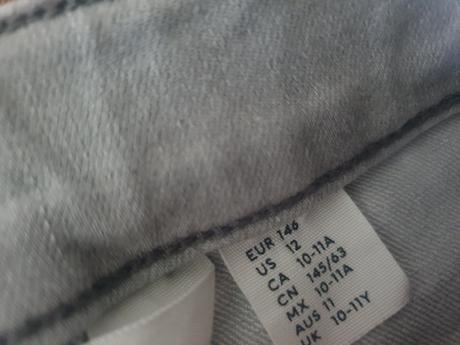 EUR 146
US 12
CA 10-11A
CN 145/63
MX 10-11A
AUS 11
UK 10-11Y